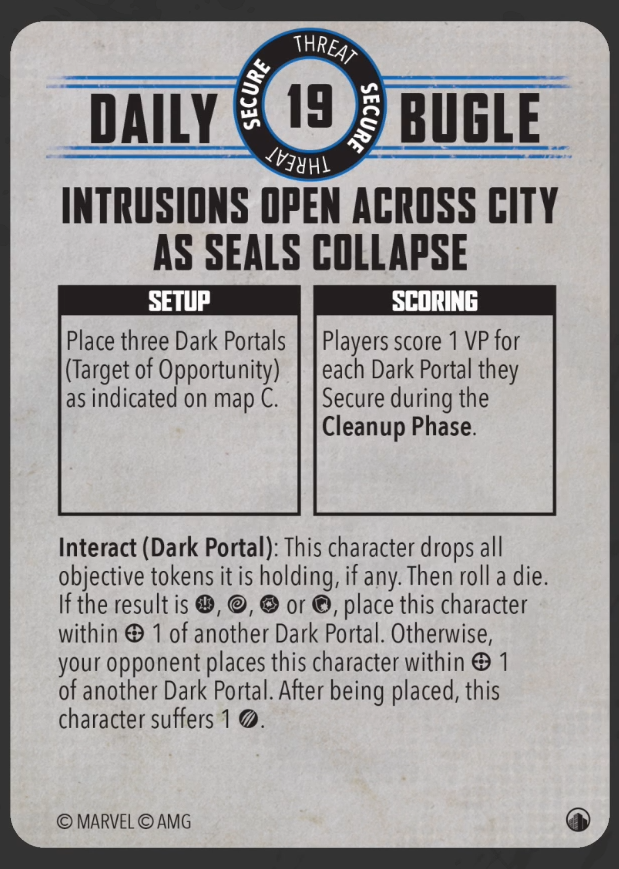 THREAT
SECURE
SECURE
THREAT
DAILY 19 BUGLE
INTRUSIONS OPEN ACROSS CITY
AS SEALS COLLAPSE
SETUP
Place three Dark Portals
(Target of Opportunity)
as indicated on map C.
SCORING
Players score 1 VP for
each Dark Portal they
Secure during the
Cleanup Phase.
Interact (Dark Portal): This character drops all
objective tokens it is holding, if any. Then roll a die.
If the result is , , or , place this character
within 1 of another Dark Portal. Otherwise,
your opponent places this character within 1
of another Dark Portal. After being placed, this
character suffers 1 .
© MARVEL © AMG